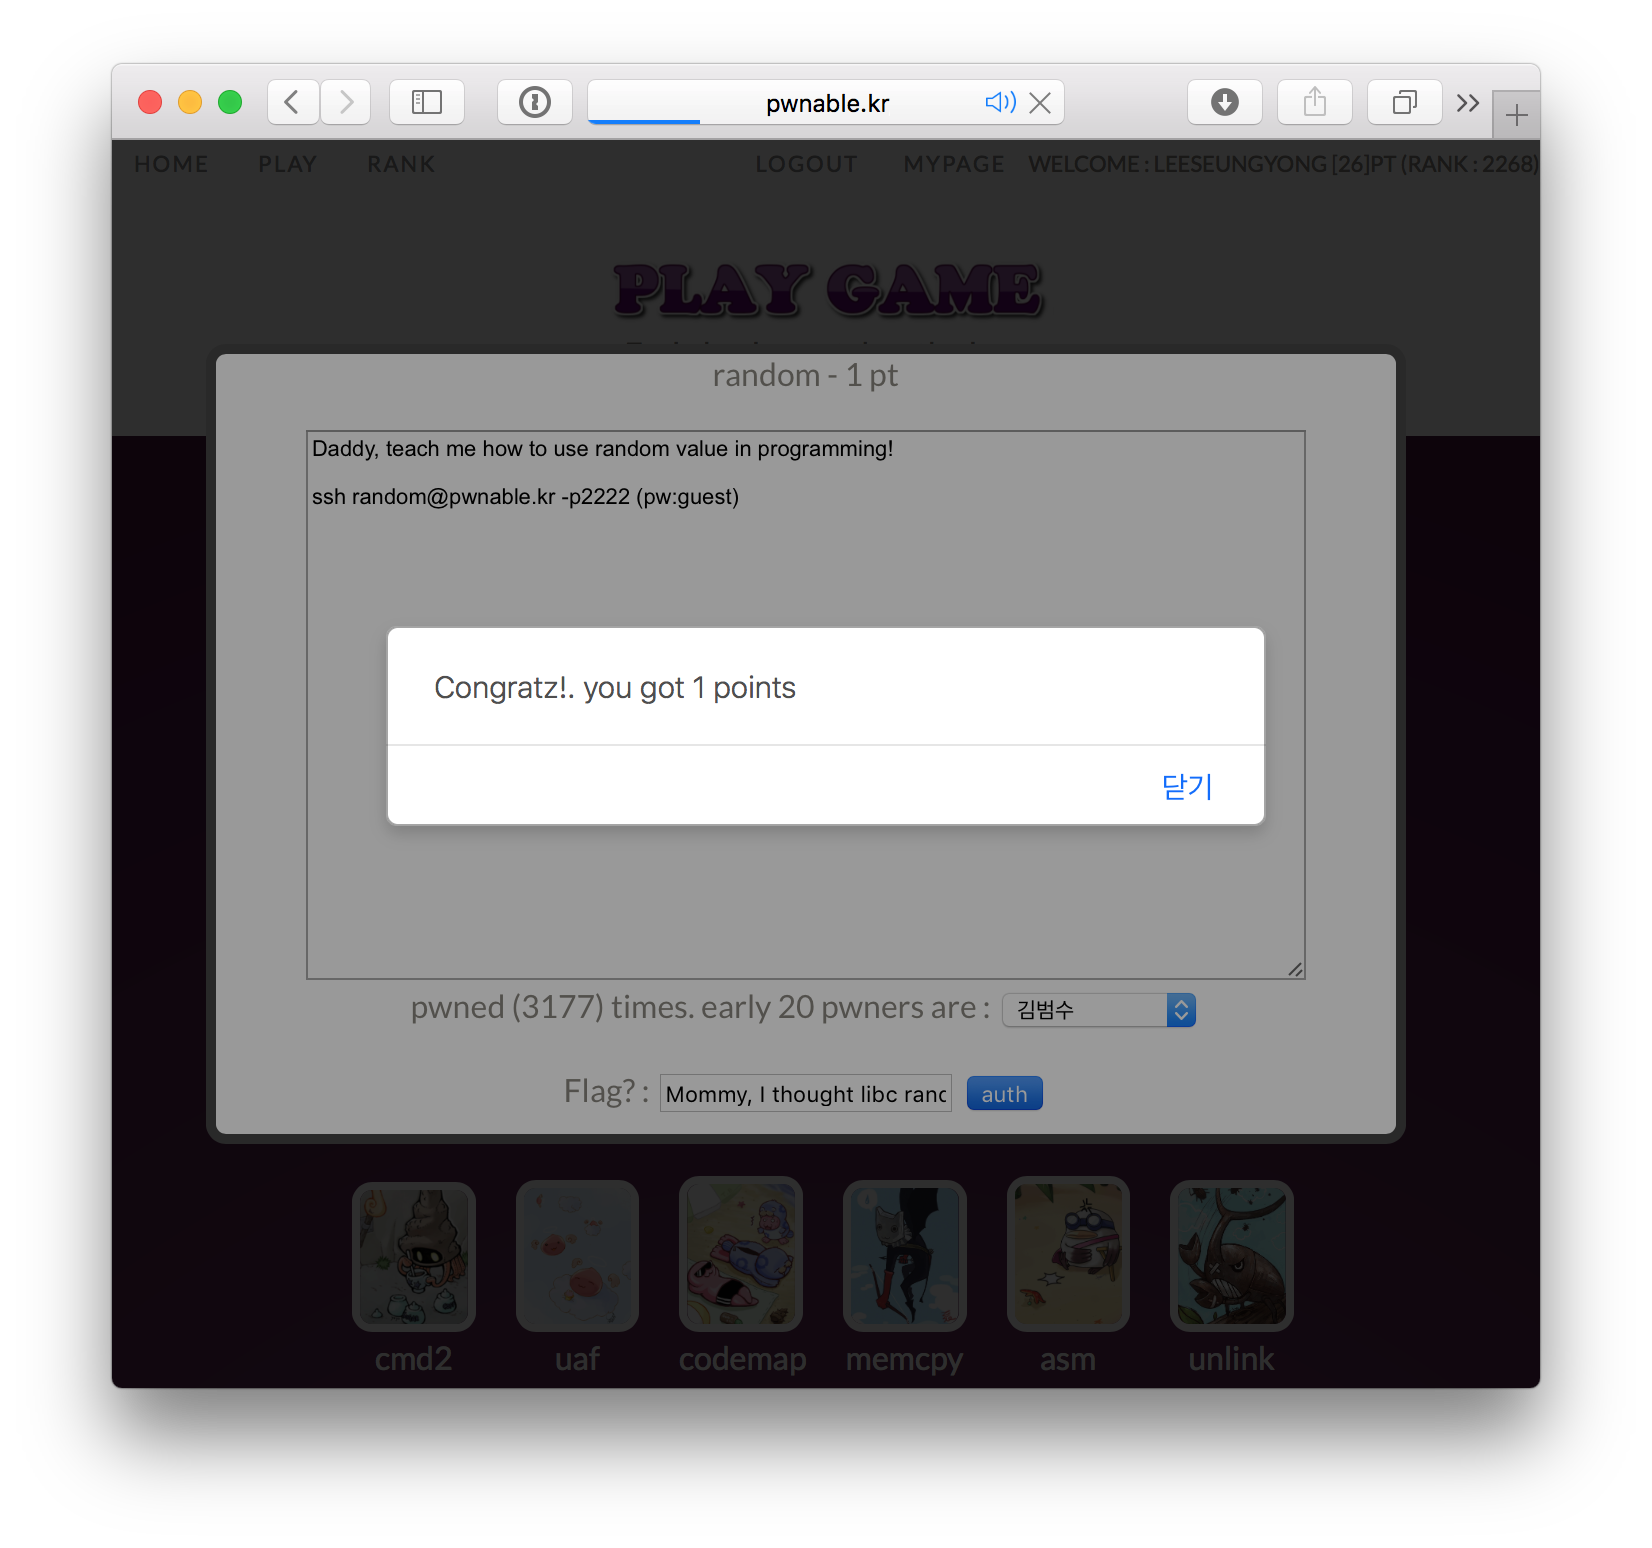 pwnable.kr
HOME PLAY RANK LOGOUT MYPAGE WELCOME : LEESEUNGYONG [26]PT (RANK : 2268)
PLAY GAME
random - 1 pt
Daddy, teach me how to use random value in programming!
ssh random@pwnable.kr -p2222 (pw:guest)
Congratz!. you got 1 points
닫기
pwned (3177) times. early 20 pwners are : 김범수
Flag? : Mommy, I thought libc ranc auth
cmd2 uaf codemap memcpy asm unlink